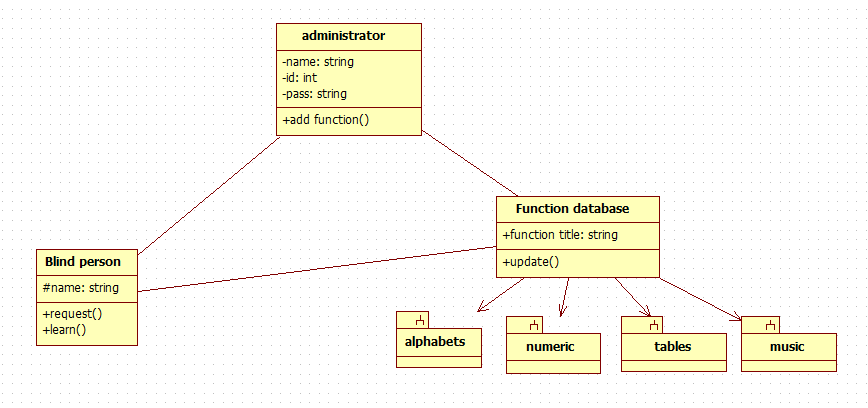 administrator
-name: string
-id: int
-pass: string
+add function()
Function database
+function title: string
+update()
Blind person
#name: string
+request()
+learn()
alphabets
numeric
tables
music